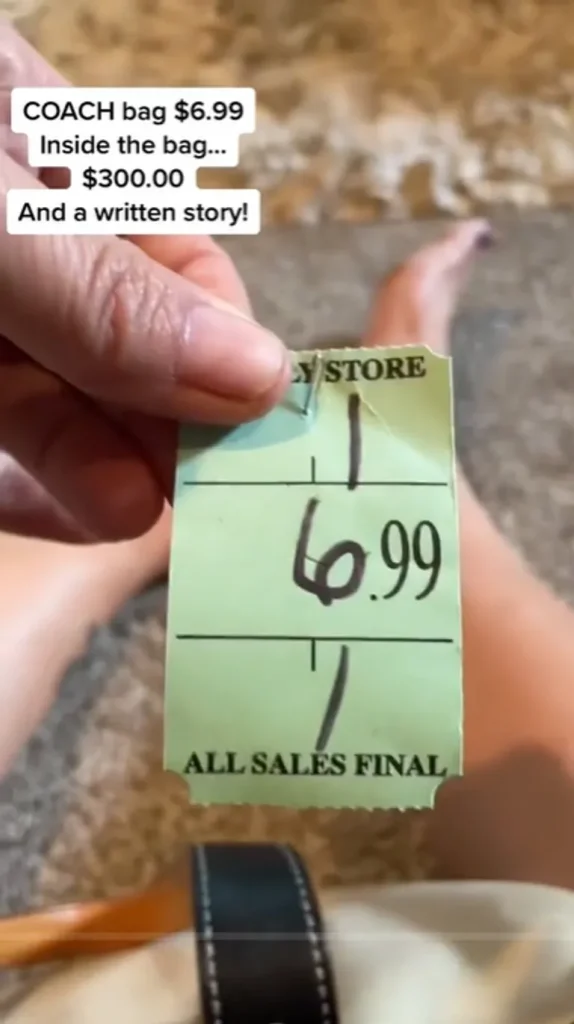 COACH bag $6.99
Inside the bag...
$300.00
And a written story!
STORE
1
6.99
1
ALL SALES FINAL